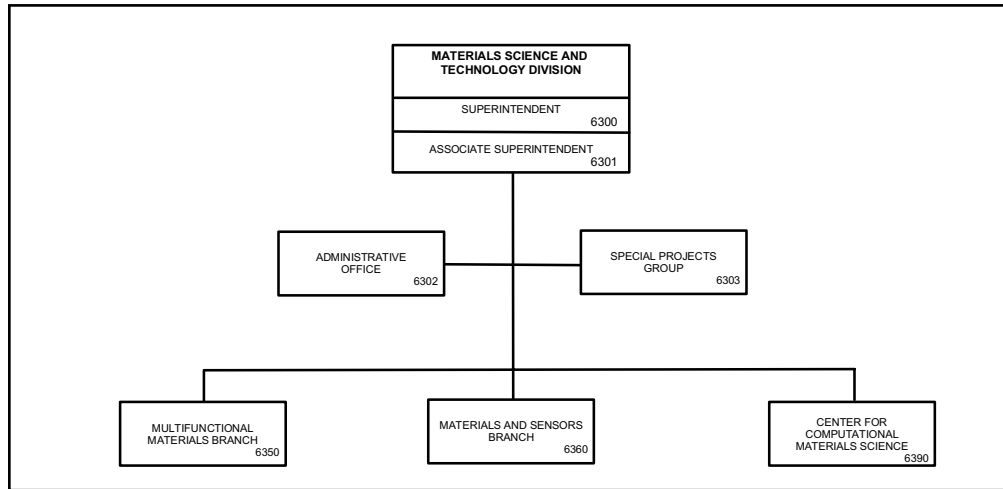 MATERIALS SCIENCE AND
TECHNOLOGY DIVISION
SUPERINTENDENT
6300
ASSOCIATE SUPERINTENDENT
6301
ADMINISTRATIVE
OFFICE
6302
SPECIAL PROJECTS
GROUP
6303
MULTIFUNCTIONAL
MATERIALS BRANCH
6350
MATERIALS AND SENSORS
BRANCH
6360
CENTER FOR
COMPUTATIONAL
MATERIALS SCIENCE
6390